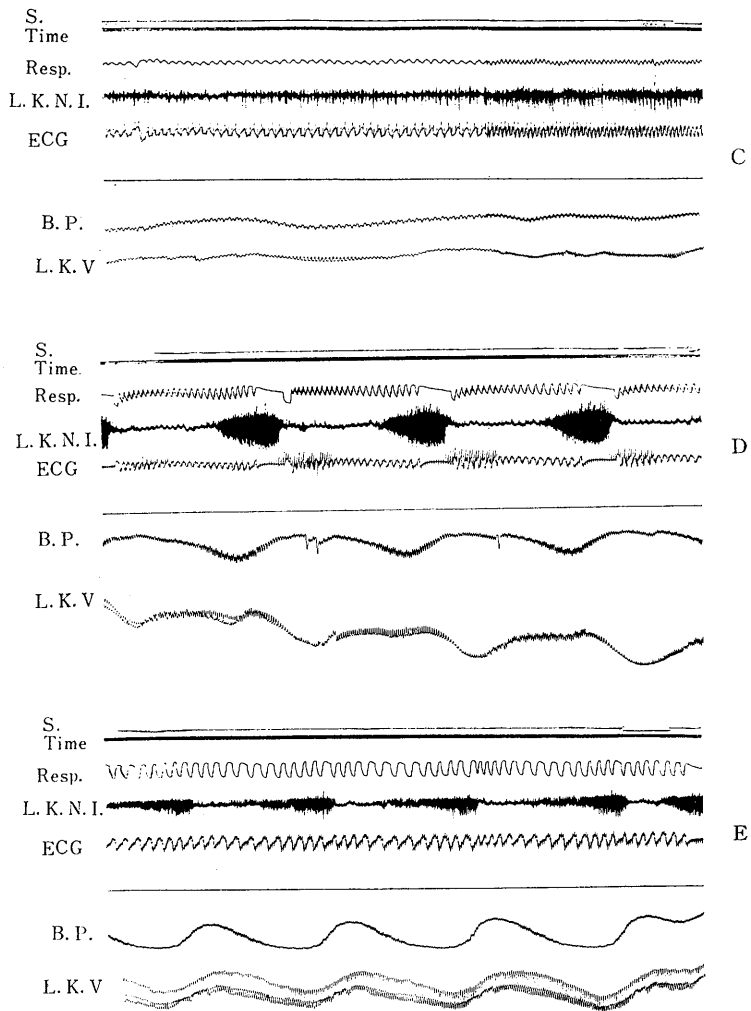 S.
Time
Resp.
L. K. N. I.
ECG
C
B. P.
L. K. V
S.
Time.
Resp.
L. K. N. I.
ECG
D
B. P.
L. K. V
S.
Time
Resp.
L. K. N. I.
ECG
E
B. P.
L. K. V